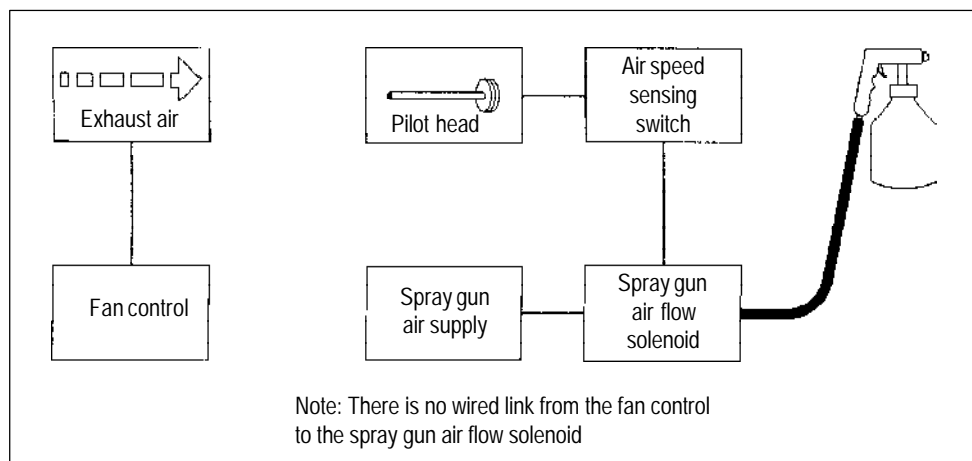 Exhaust air
Pilot head
Air speed
sensing
switch
Fan control
Spray gun
air supply
Spray gun
air flow
solenoid
Note: There is no wired link from the fan control
to the spray gun air flow solenoid